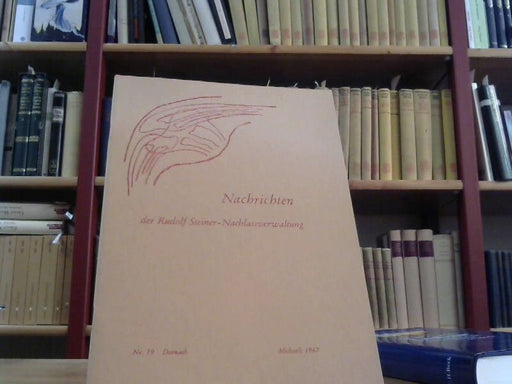 Nachrichten
der Rudolf Steiner-Nachlassverwaltung
Nr. 19 Dornach Michaeli 1967